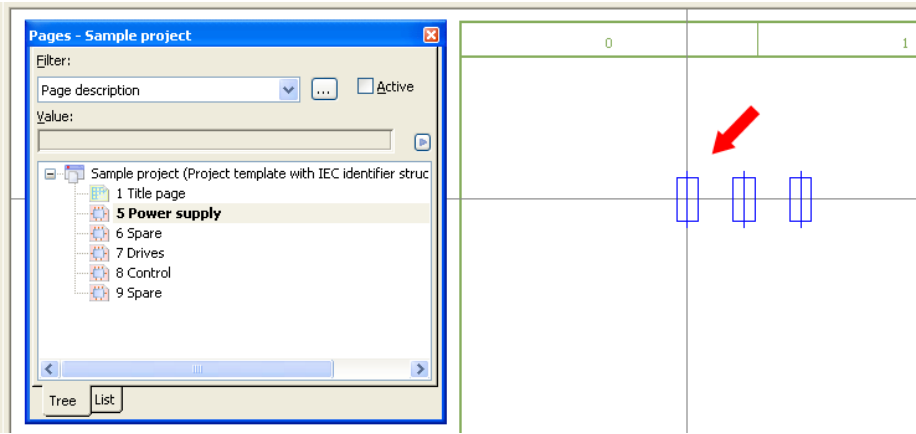 Pages - Sample project
Filter:
Page description
...
Active
Value:
Sample project (Project template with IEC identifier struc
1 Title page
5 Power supply
6 Spare
7 Drives
8 Control
9 Spare
Tree
List
0
1